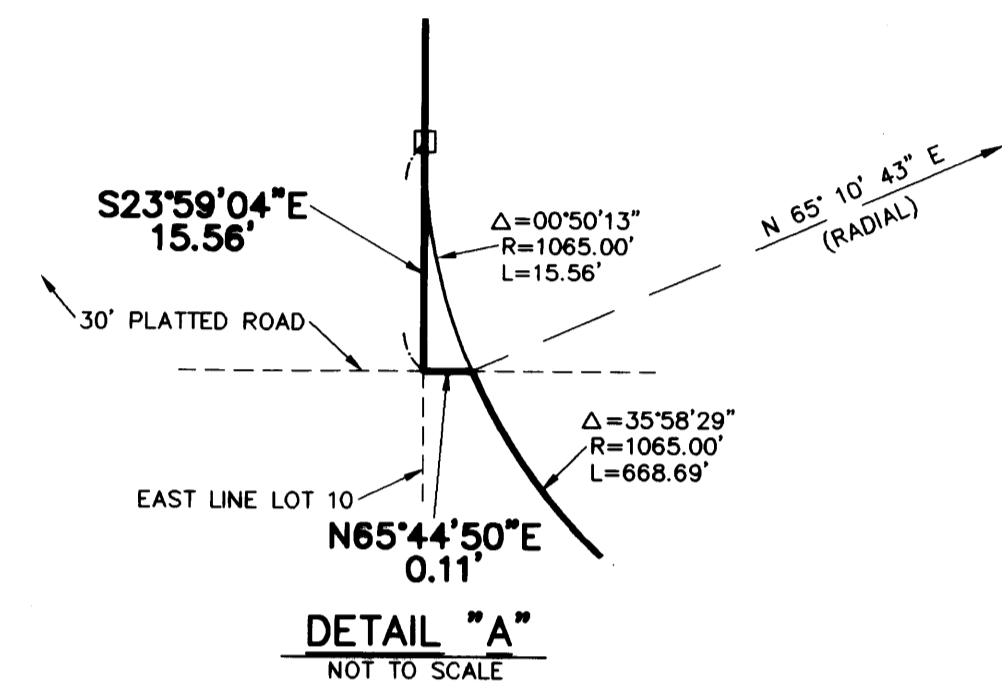 S23°59'04"E
15.56'
Δ=00°50'13"
R=1065.00'
L=15.56'
N 65° 10' 43" E
(RADIAL)
30' PLATTED ROAD
Δ=35°58'29"
R=1065.00'
L=668.69'
EAST LINE LOT 10
N65°44'50"E
0.11'
DETAIL "A"
NOT TO SCALE